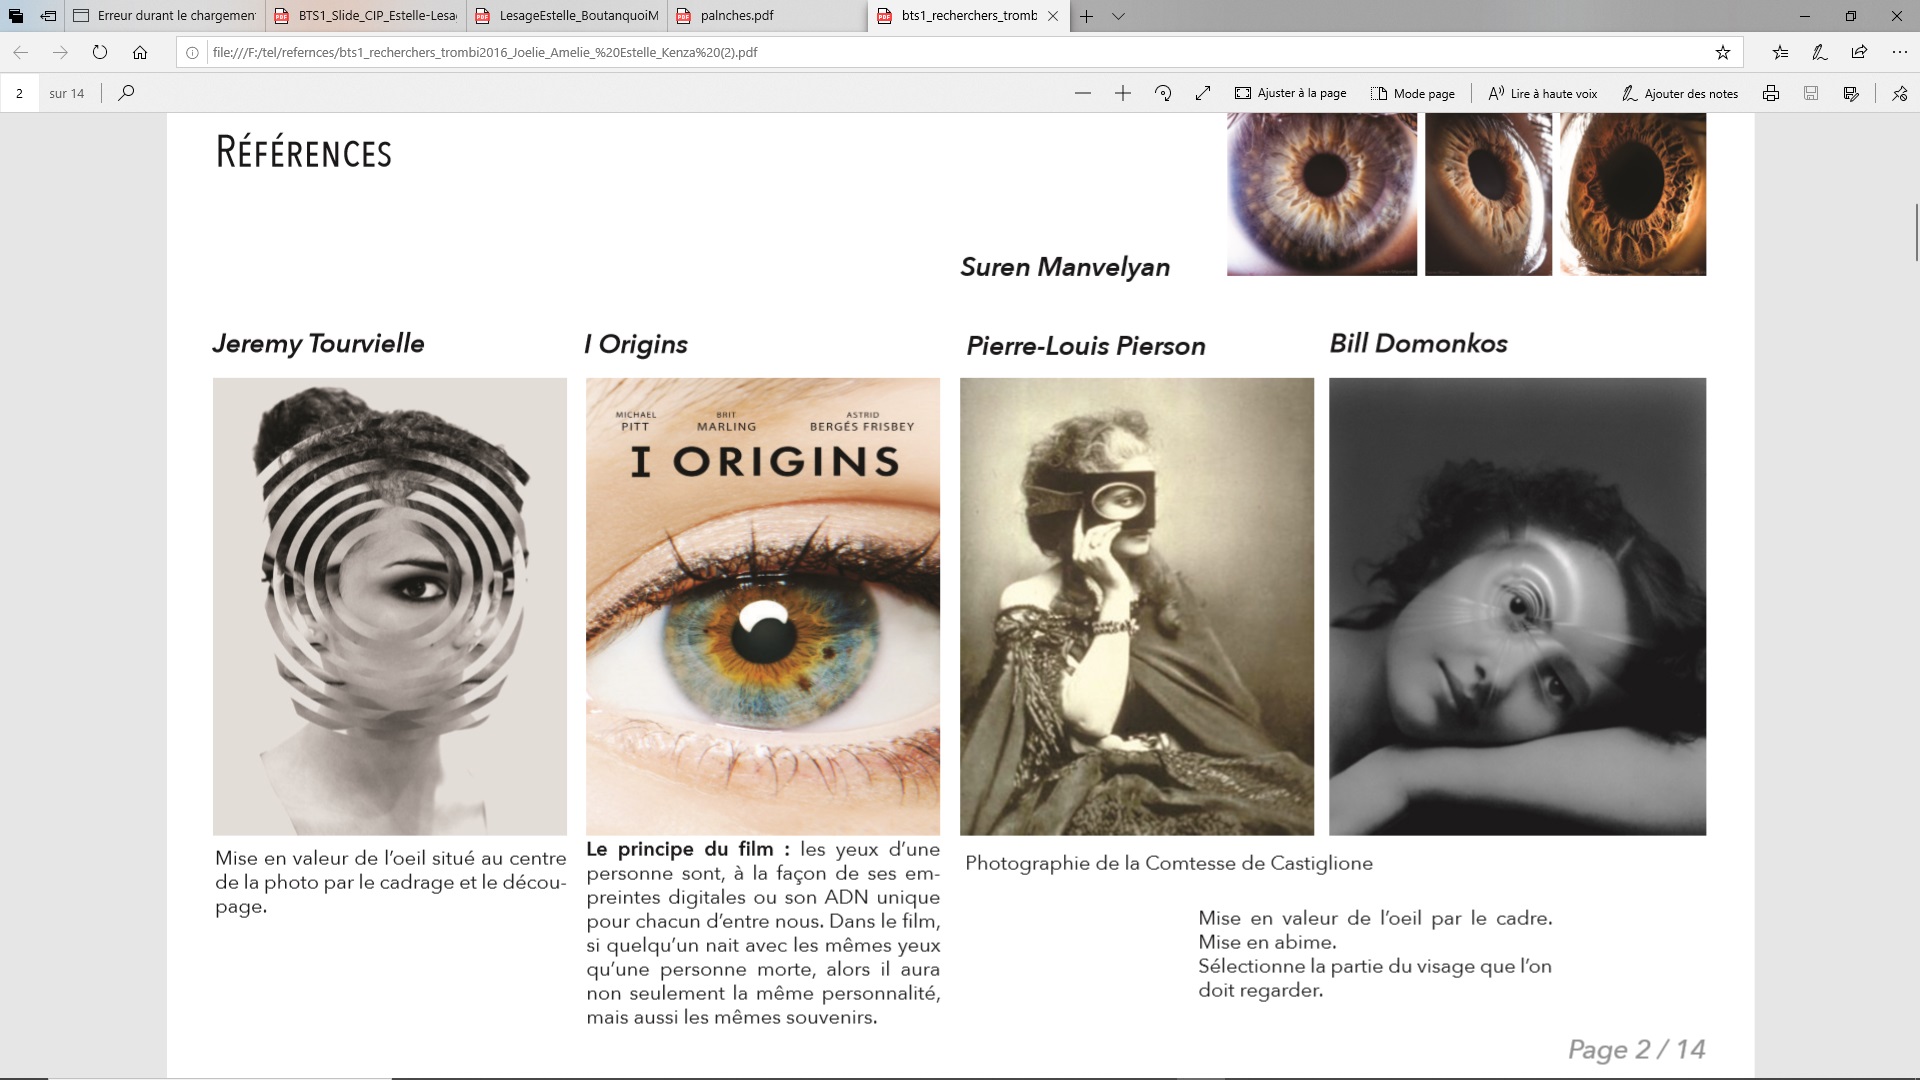 Erreur durant le chargement
BTS1_Slide_CIP_Estelle-Lesa
LesageEstelle_BoutanquoiM
palnches.pdf
bts1_recherchers_tromb
file:///F:/tel/refernces/bts1_recherchers_trombi2016_Joelie_Amelie_%20Estelle_Kenza%20(2).pdf
2 sur 14
Ajuster à la page
Mode page
Lire à haute voix
Ajouter des notes
RÉFÉRENCES
Suren Manvelyan
Jeremy Tourvielle
I Origins
Pierre-Louis Pierson
Bill Domonkos
MICHAEL BRIT ASTRID
PITT MARLING BERGÉS FRISBEY
I ORIGINS
Mise en valeur de l'oeil situé au centre
de la photo par le cadrage et le décou-
page.
Le principe du film : les yeux d'une
personne sont, à la façon de ses em-
preintes digitales ou son ADN unique
pour chacun d'entre nous. Dans le film,
si quelqu'un nait avec les mêmes yeux
qu'une personne morte, alors il aura
non seulement la même personnalité,
mais aussi les mêmes souvenirs.
Photographie de la Comtesse de Castiglione
Mise en valeur de l'oeil par le cadre.
Mise en abime.
Sélectionne la partie du visage que l'on
doit regarder.
Page 2 / 14